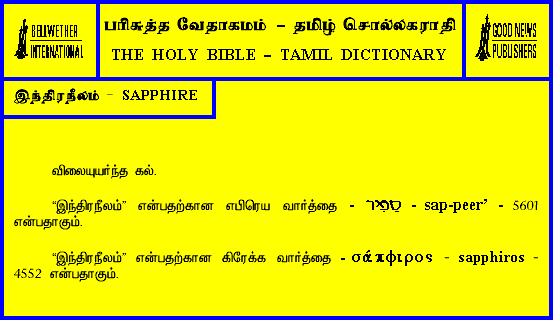 BELLWETHER
INTERNATIONAL
பரிசுத்த வேதாகமம் – தமிழ் சொல்லகராதி
THE HOLY BIBLE – TAMIL DICTIONARY
GOOD NEWS
PUBLISHERS
இந்திரநீலம் – SAPPHIRE
விலையுயர்ந்த கல்.
“இந்திரநீலம்” என்பதற்கான எபிரெய வார்த்தை - סַפִּיר - sap-peer’ - 5601
என்பதாகும்.
“இந்திரநீலம்” என்பதற்கான கிரேக்க வார்த்தை - σάπφιρος - sapphiros -
4552 என்பதாகும்.